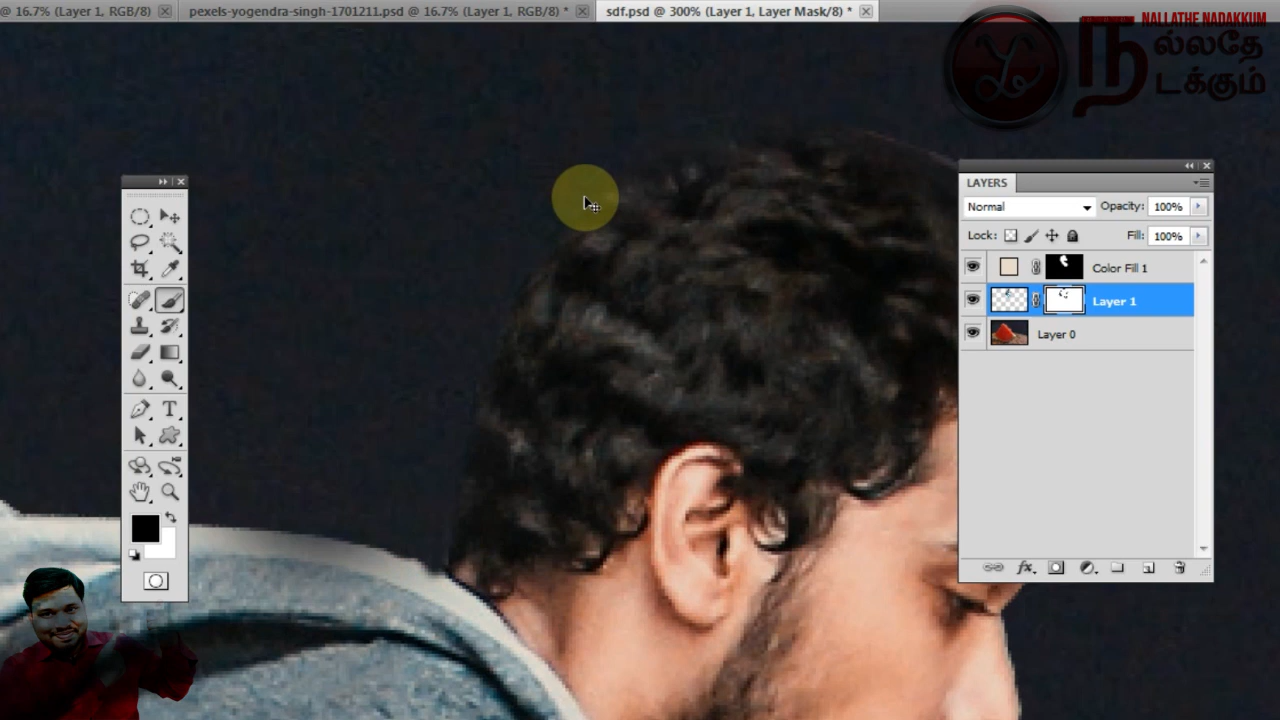 @ 16.7% (Layer 1, RGB/8)
pexels-yogendra-singh-1701211.psd @ 16.7% (Layer 1, RGB/8) *
sdf.psd @ 300% (Layer 1, Layer Mask/8) *
NALLATHE NADAKKUM
நல்லதே
டக்கும்
LAYERS
Normal Opacity: 100%
Lock: Fill: 100%
Color Fill 1
Layer 1
Layer 0
T
fx